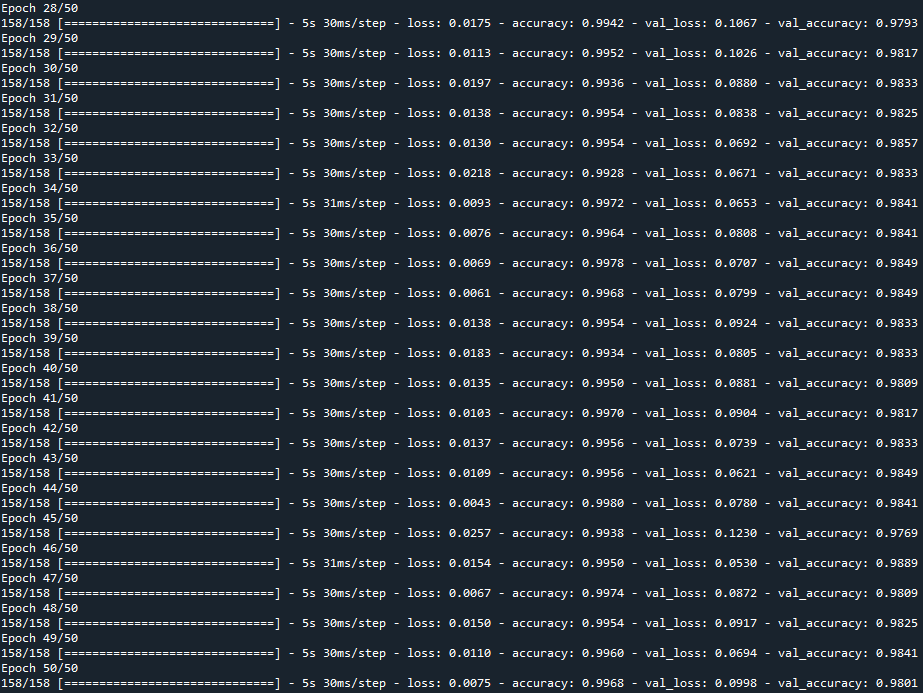 Epoch 28/50
158/158 [==============================] - 5s 30ms/step - loss: 0.0175 - accuracy: 0.9942 - val_loss: 0.1067 - val_accuracy: 0.9793
Epoch 29/50
158/158 [==============================] - 5s 30ms/step - loss: 0.0113 - accuracy: 0.9952 - val_loss: 0.1026 - val_accuracy: 0.9817
Epoch 30/50
158/158 [==============================] - 5s 30ms/step - loss: 0.0197 - accuracy: 0.9936 - val_loss: 0.0880 - val_accuracy: 0.9833
Epoch 31/50
158/158 [==============================] - 5s 30ms/step - loss: 0.0138 - accuracy: 0.9954 - val_loss: 0.0838 - val_accuracy: 0.9825
Epoch 32/50
158/158 [==============================] - 5s 30ms/step - loss: 0.0130 - accuracy: 0.9954 - val_loss: 0.0692 - val_accuracy: 0.9857
Epoch 33/50
158/158 [==============================] - 5s 30ms/step - loss: 0.0218 - accuracy: 0.9928 - val_loss: 0.0671 - val_accuracy: 0.9833
Epoch 34/50
158/158 [==============================] - 5s 31ms/step - loss: 0.0093 - accuracy: 0.9972 - val_loss: 0.0653 - val_accuracy: 0.9841
Epoch 35/50
158/158 [==============================] - 5s 30ms/step - loss: 0.0076 - accuracy: 0.9964 - val_loss: 0.0808 - val_accuracy: 0.9841
Epoch 36/50
158/158 [==============================] - 5s 30ms/step - loss: 0.0069 - accuracy: 0.9978 - val_loss: 0.0707 - val_accuracy: 0.9849
Epoch 37/50
158/158 [==============================] - 5s 30ms/step - loss: 0.0061 - accuracy: 0.9968 - val_loss: 0.0799 - val_accuracy: 0.9849
Epoch 38/50
158/158 [==============================] - 5s 30ms/step - loss: 0.0138 - accuracy: 0.9954 - val_loss: 0.0924 - val_accuracy: 0.9833
Epoch 39/50
158/158 [==============================] - 5s 30ms/step - loss: 0.0183 - accuracy: 0.9934 - val_loss: 0.0805 - val_accuracy: 0.9833
Epoch 40/50
158/158 [==============================] - 5s 30ms/step - loss: 0.0135 - accuracy: 0.9950 - val_loss: 0.0881 - val_accuracy: 0.9809
Epoch 41/50
158/158 [==============================] - 5s 30ms/step - loss: 0.0103 - accuracy: 0.9970 - val_loss: 0.0904 - val_accuracy: 0.9817
Epoch 42/50
158/158 [==============================] - 5s 30ms/step - loss: 0.0137 - accuracy: 0.9956 - val_loss: 0.0739 - val_accuracy: 0.9833
Epoch 43/50
158/158 [==============================] - 5s 30ms/step - loss: 0.0109 - accuracy: 0.9956 - val_loss: 0.0621 - val_accuracy: 0.9849
Epoch 44/50
158/158 [==============================] - 5s 30ms/step - loss: 0.0043 - accuracy: 0.9980 - val_loss: 0.0780 - val_accuracy: 0.9841
Epoch 45/50
158/158 [==============================] - 5s 30ms/step - loss: 0.0257 - accuracy: 0.9938 - val_loss: 0.1230 - val_accuracy: 0.9769
Epoch 46/50
158/158 [==============================] - 5s 31ms/step - loss: 0.0154 - accuracy: 0.9950 - val_loss: 0.0530 - val_accuracy: 0.9889
Epoch 47/50
158/158 [==============================] - 5s 30ms/step - loss: 0.0067 - accuracy: 0.9974 - val_loss: 0.0872 - val_accuracy: 0.9809
Epoch 48/50
158/158 [==============================] - 5s 30ms/step - loss: 0.0150 - accuracy: 0.9954 - val_loss: 0.0917 - val_accuracy: 0.9825
Epoch 49/50
158/158 [==============================] - 5s 30ms/step - loss: 0.0110 - accuracy: 0.9960 - val_loss: 0.0694 - val_accuracy: 0.9841
Epoch 50/50
158/158 [==============================] - 5s 30ms/step - loss: 0.0075 - accuracy: 0.9968 - val_loss: 0.0998 - val_accuracy: 0.9801